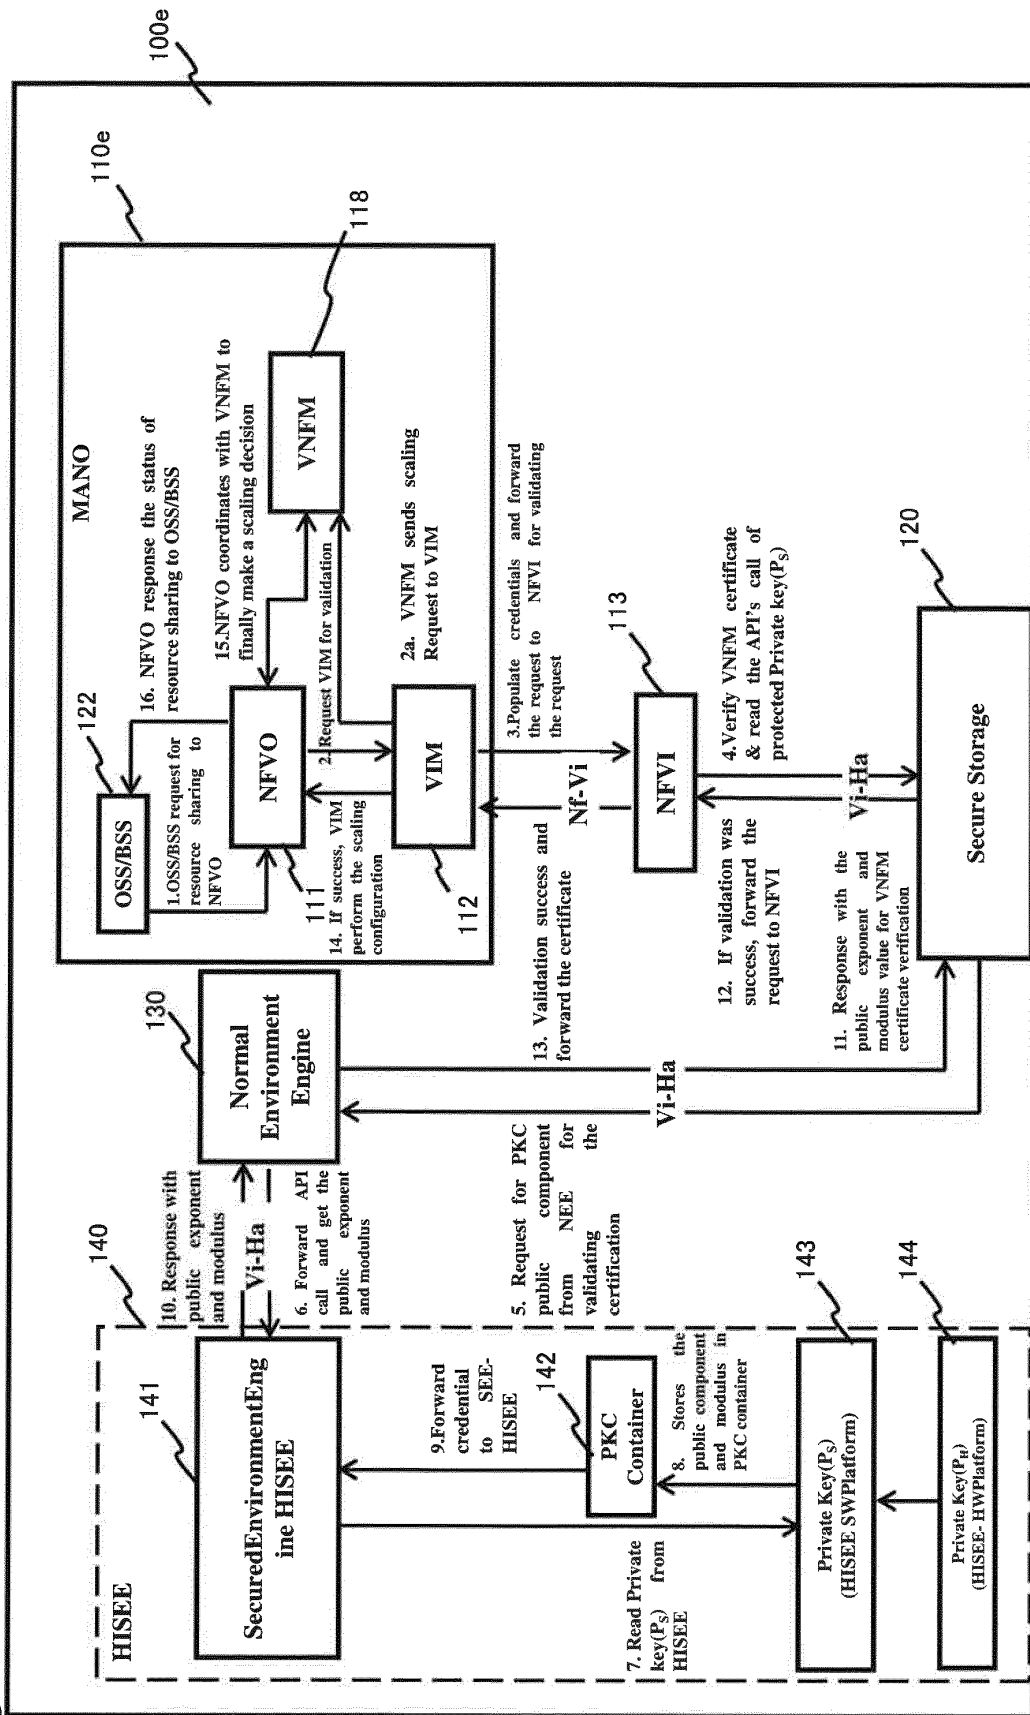 100e
110e
MANO
122
OSS/BSS
16. NFVO response the status of
resource sharing to OSS/BSS
1.OSS/BSS request for
resource sharing to
NFVO
NFVO
111
15.NFVO coordinates with VNFM to
finally make a scaling decision
VNFM
118
2. Request VIM for validation
14. If success, VIM
perform the scaling
configuration
VIM
112
2a. VNFM sends scaling
Request to VIM
3.Populate credentials and forward
the request to NFVI for validating
the request
Nf-Vi
13. Validation success and
forward the certificate
NFVI
113
4.Verify VNFM certificate
& read the API's call of
protected Private key(PS)
Vi-Ha
12. If validation was
success, forward the
request to NFVI
11. Response with the
public exponent and
modulus value for VNFM
certificate verification
Secure Storage
120
130
Normal
Environment
Engine
Vi-Ha
5. Request for PKC
public component
from NEE for
validating the
certification
10. Response with
public exponent
and modulus
Vi-Ha
6. Forward API
call and get the
public exponent
and modulus
140
HISEE
141
SecuredEnvironmentEng
ine HISEE
9.Forward
credential
to SEE-
HISEE
142
PKC
Container
7. Read Private
key(PS) from
HISEE
8. Stores the
public component
and modulus in
PKC container
143
Private Key(PS)
(HISEE SWPlatform)
144
Private Key(PH)
(HISEE- HWPlatform)